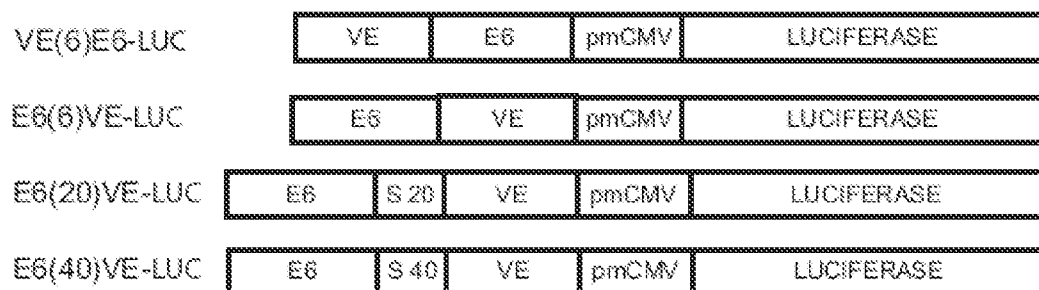 VE(6)E6-LUC VE E6 pmCMV LUCIFERASE
E6(6)VE-LUC E6 VE pmCMV LUCIFERASE
E6(20)VE-LUC E6 S 20 VE pmCMV LUCIFERASE
E6(40)VE-LUC E6 S 40 VE pmCMV LUCIFERASE